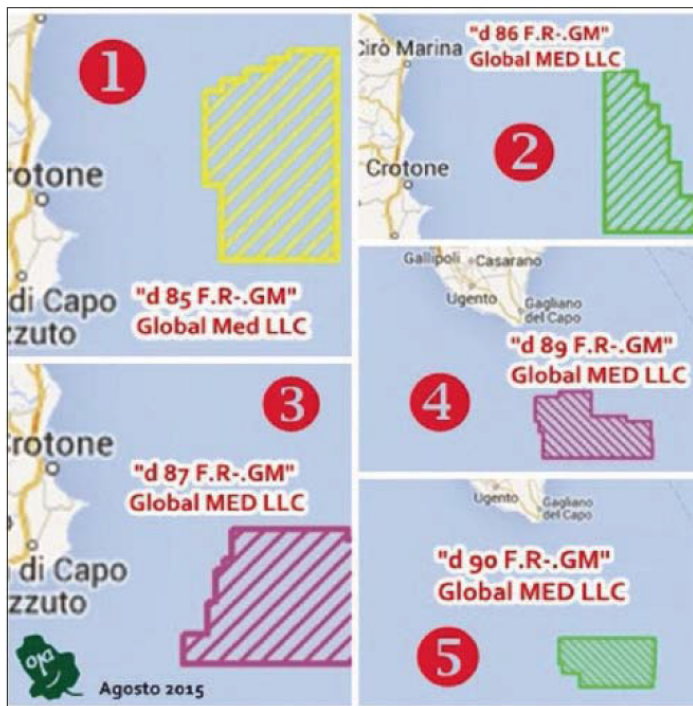 1
rotone
di Capo
zzuto
"d 85 F.R-.GM"
Global Med LLC
"d 86 F.R-.GM"
Global MED LLC
Cirò Marina
2
Crotone
3
Crotone
"d 87 F.R-.GM"
Global MED LLC
di Capo
zzuto
ola
Agosto 2015
Gallipoli
Casarano
Ugento
Gagliano
del Capo
"d 89 F.R-.GM"
Global MED LLC
4
Ugento
Gagliano
del Capo
"d 90 F.R-.GM"
Global MED LLC
5